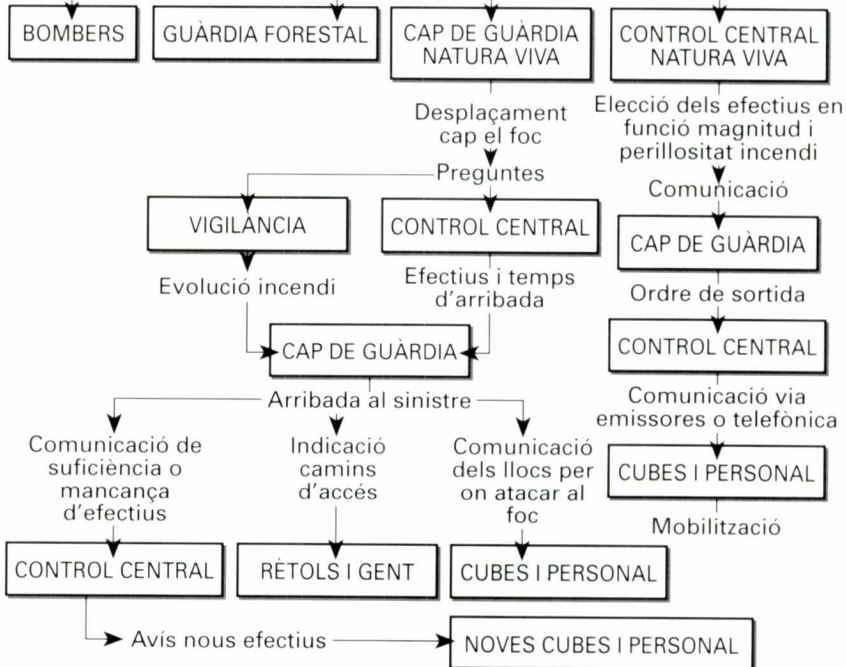 BOMBERS
GUÀRDIA FORESTAL
CAP DE GUÀRDIA
NATURA VIVA
CONTROL CENTRAL
NATURA VIVA
Desplaçament
cap el foc
Preguntes
Elecció dels efectius en
funció magnitud i
perillositat incendi
Comunicació
VIGILÀNCIA
CONTROL CENTRAL
CAP DE GUÀRDIA
Evolució incendi
Efectius i temps
d'arribada
Ordre de sortida
CAP DE GUÀRDIA
CONTROL CENTRAL
Arribada al sinistre
Comunicació via
emissores o telefònica
Comunicació de
suficiència o
mancança
d'efectius
Indicació
camins
d'accés
Comunicació
dels llocs per
on atacar al
foc
CUBES I PERSONAL
Mobilització
CONTROL CENTRAL
RÈTOLS I GENT
CUBES I PERSONAL
Avís nous efectius
NOVES CUBES I PERSONAL